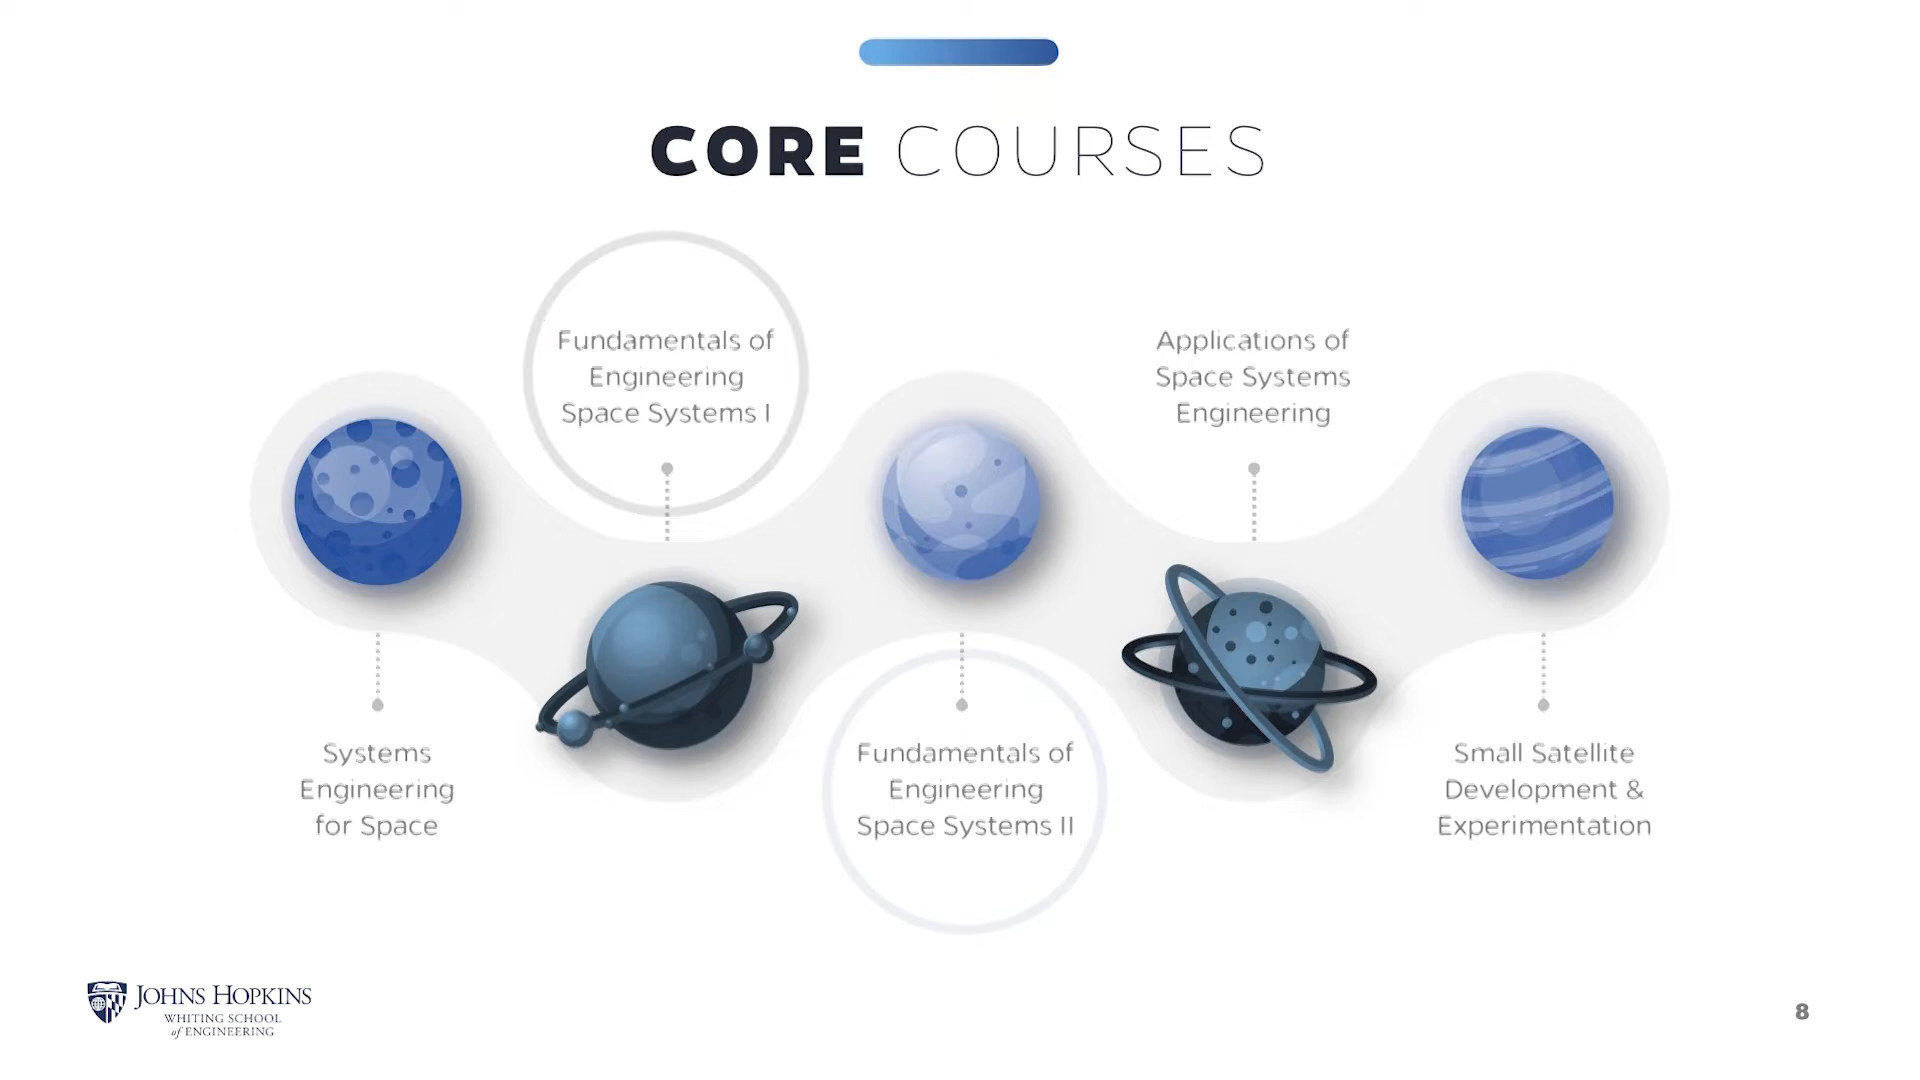 CORE COURSES
Systems
Engineering
for Space
Fundamentals of
Engineering
Space Systems I
Fundamentals of
Engineering
Space Systems II
Applications of
Space Systems
Engineering
Small Satellite
Development &
Experimentation
JOHNS HOPKINS
WHITING SCHOOL
of ENGINEERING
8